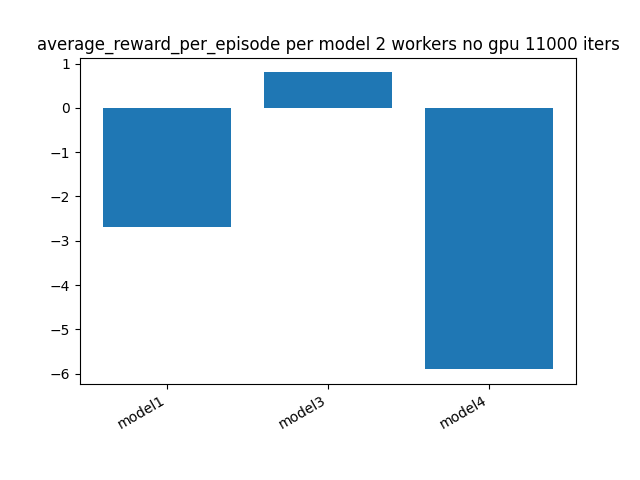 average_reward_per_episode per model 2 workers no gpu 11000 iters
1
0
−1
−2
−3
−4
−5
−6
model1
model3
model4